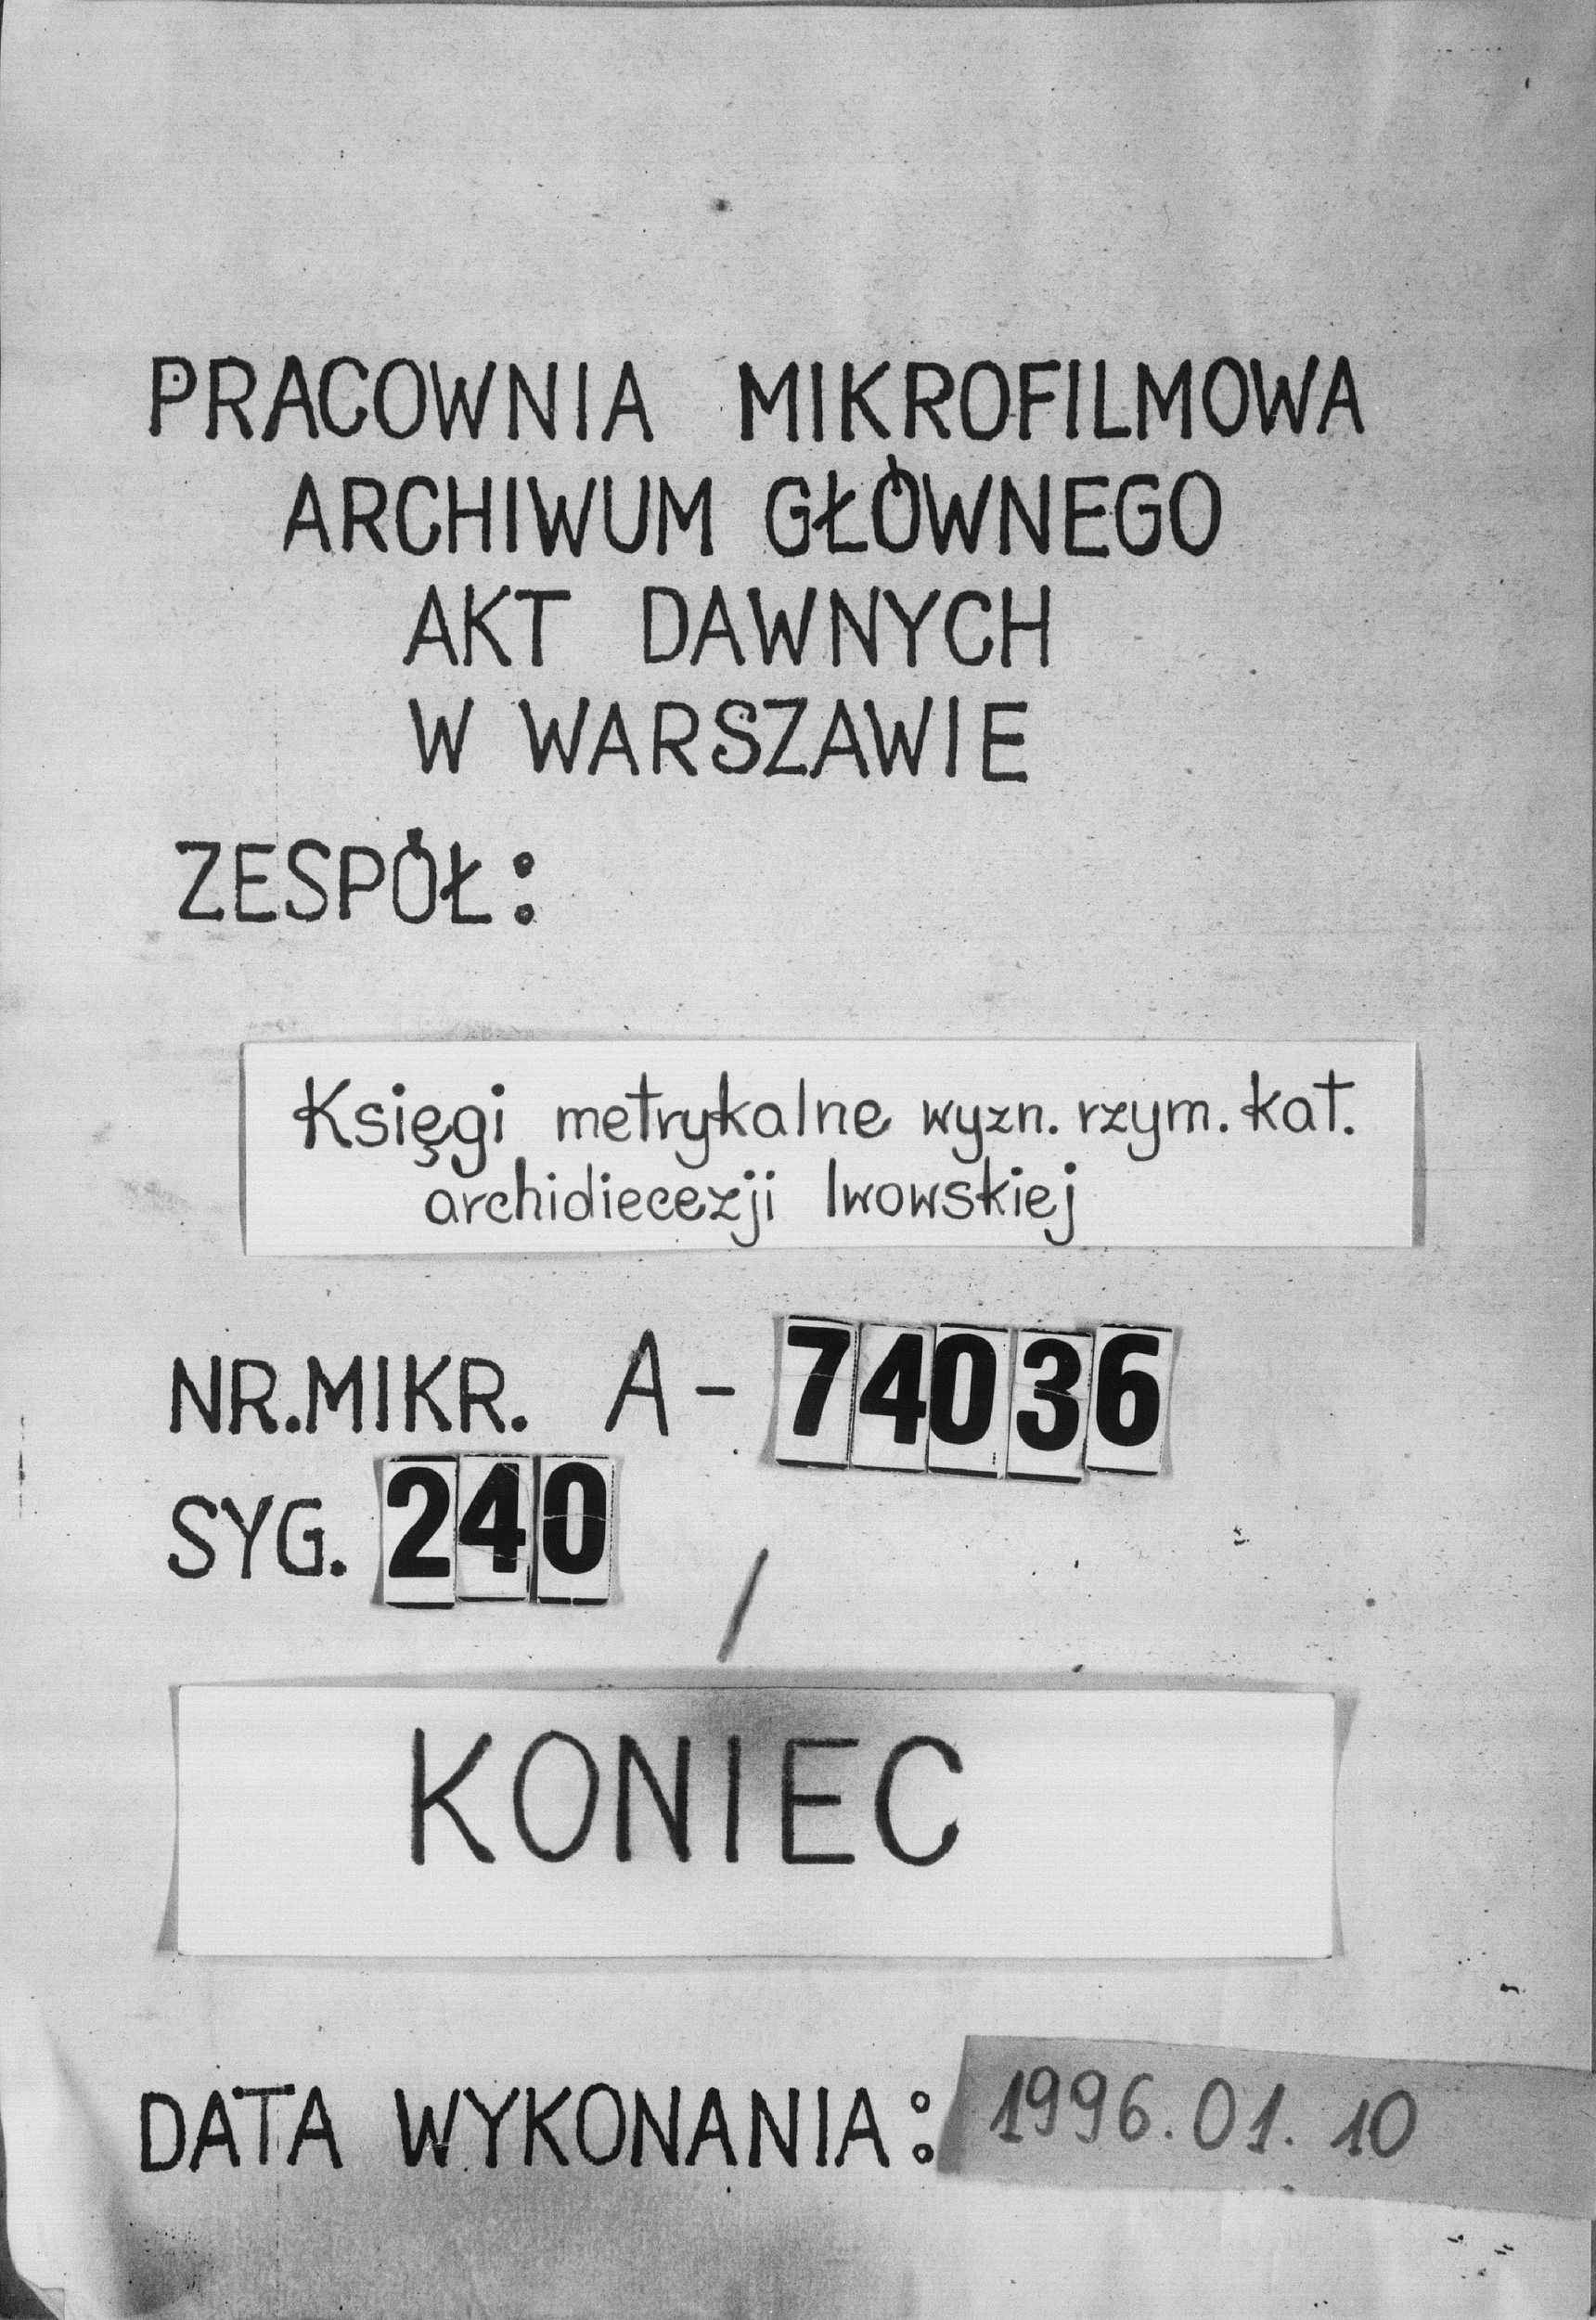 PRACOWNIA MIKROFILMOWA
ARCHIWUM GŁÓWNEGO
AKT DAWNYCH
W WARSZAWIE
ZESPÓŁ:
Księgi metrykalne wyzn. rzym. kat.
archidiecezji lwowskiej
NR.MIKR. A-74036
SYG. 240
/
KONIEC
DATA WYKONANIA: 1996.01.10